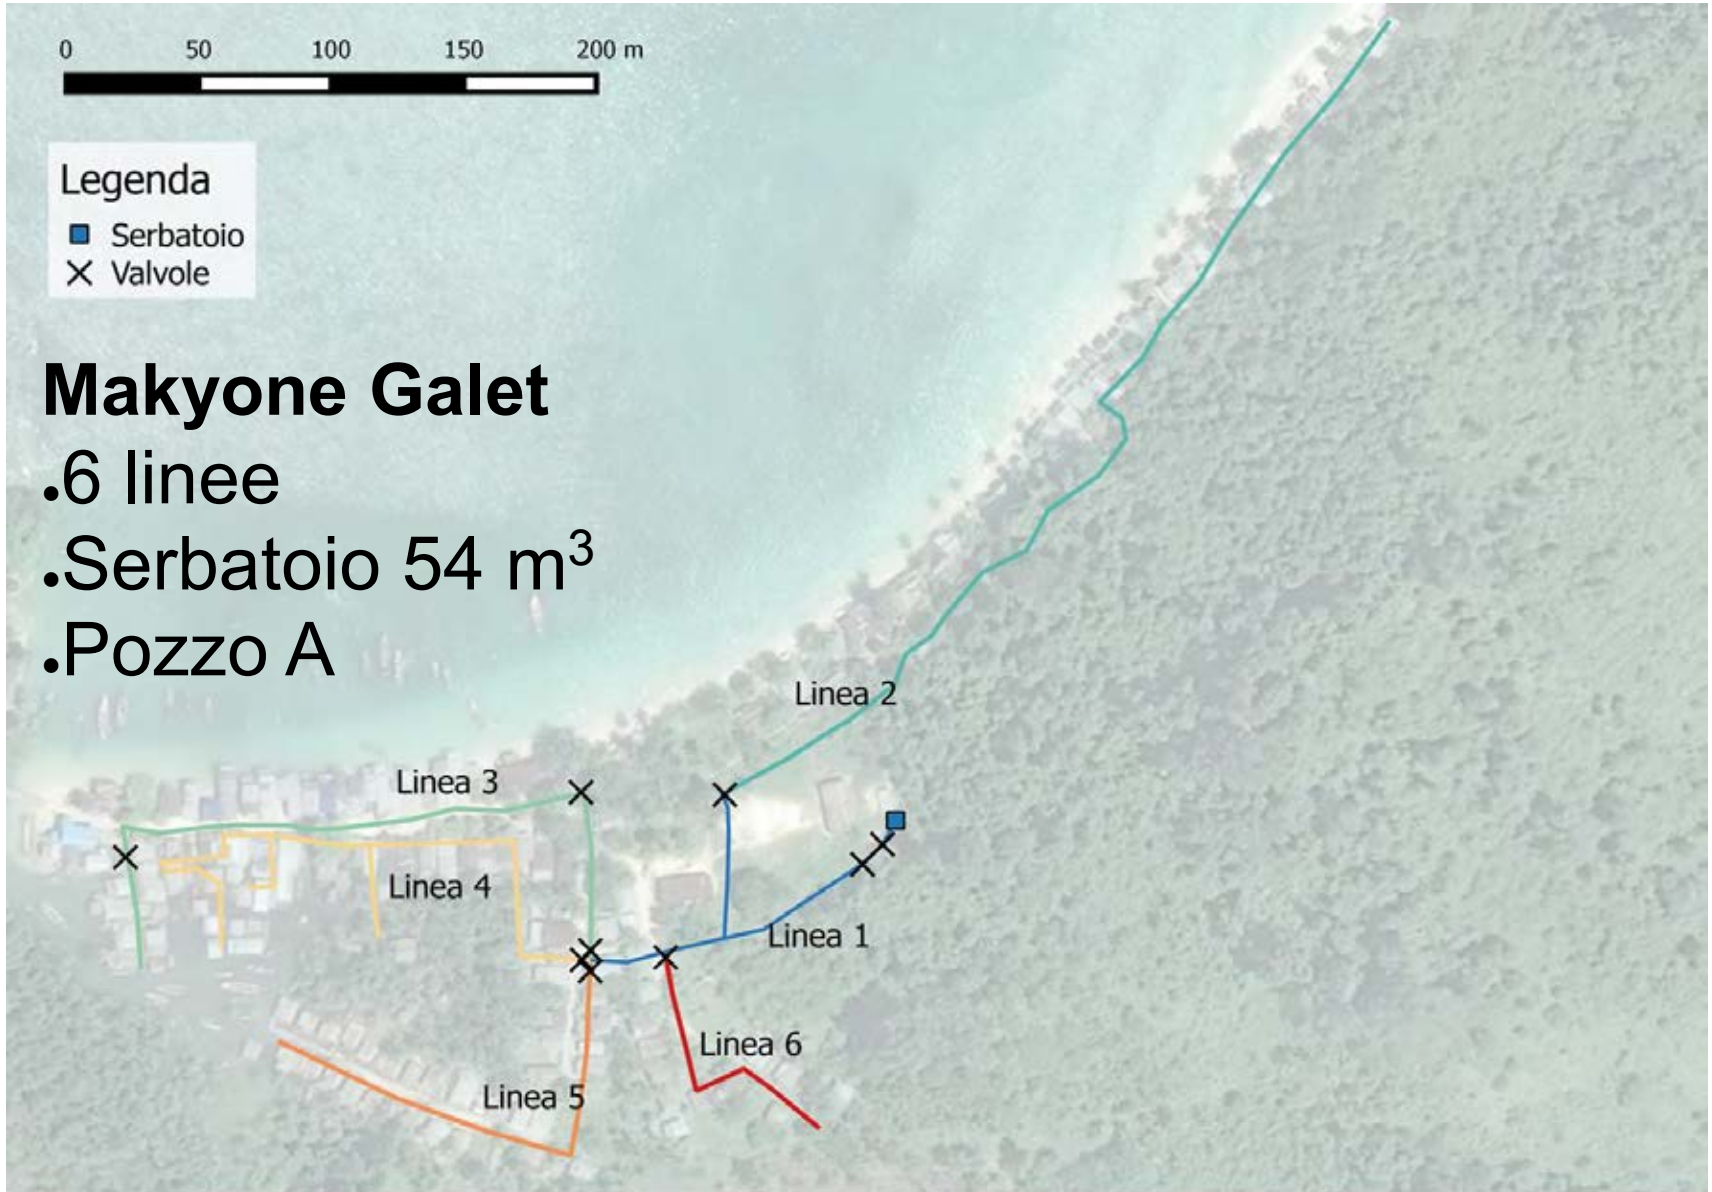 0 50 100 150 200 m
Legenda
Serbatoio
Valvole
Makyone Galet
●6 linee
●Serbatoio 54 m³
●Pozzo A
Linea 2
Linea 3
Linea 4
Linea 1
Linea 6
Linea 5